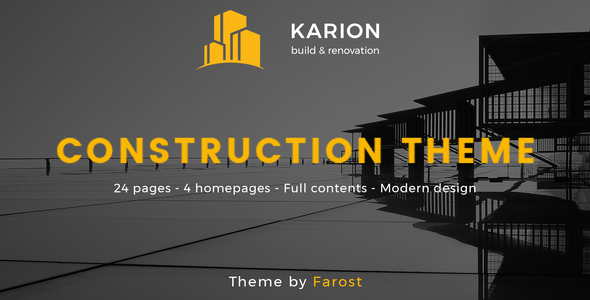 KARION
build & renovation
CONSTRUCTION THEME
24 pages - 4 homepages - Full contents - Modern design
Theme by Farost